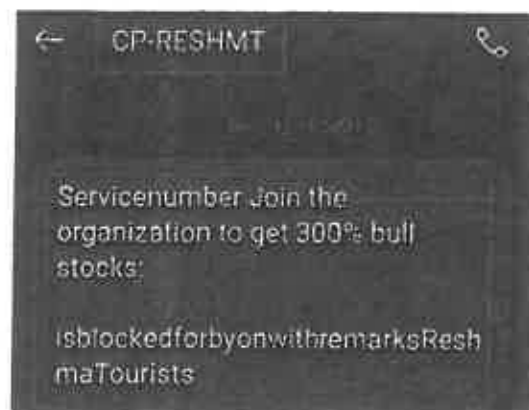 CP-RESHMT
Servicenumber Join the
organization to get 300% bull
stocks:
isblockedforbyonwithremarksResh
maTourists